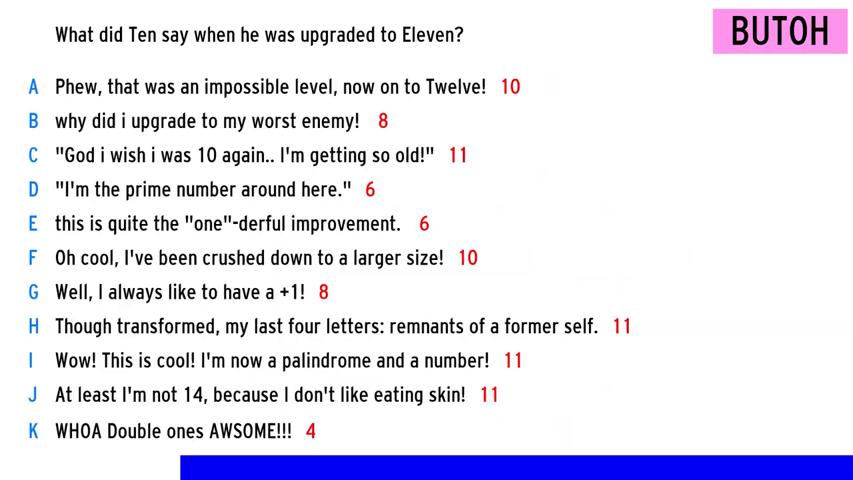 What did Ten say when he was upgraded to Eleven?
BUTOH
A Phew, that was an impossible level, now on to Twelve! 10
B why did i upgrade to my worst enemy! 8
C "God i wish i was 10 again.. I'm getting so old!" 11
D "I'm the prime number around here." 6
E this is quite the "one"-derful improvement. 6
F Oh cool, I've been crushed down to a larger size! 10
G Well, I always like to have a +1! 8
H Though transformed, my last four letters: remnants of a former self. 11
I Wow! This is cool! I'm now a palindrome and a number! 11
J At least I'm not 14, because I don't like eating skin! 11
K WHOA Double ones AWSOME!!! 4